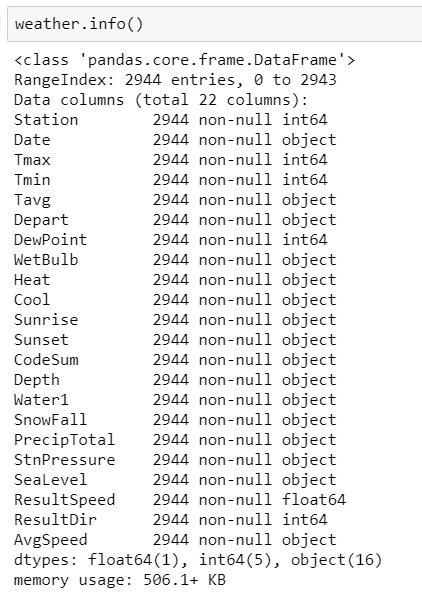 weather.info()
<class 'pandas.core.frame.DataFrame'>
RangeIndex: 2944 entries, 0 to 2943
Data columns (total 22 columns):
Station        2944 non-null int64
Date           2944 non-null object
Tmax           2944 non-null int64
Tmin           2944 non-null int64
Tavg           2944 non-null object
Depart         2944 non-null object
DewPoint       2944 non-null int64
WetBulb        2944 non-null object
Heat           2944 non-null object
Cool           2944 non-null object
Sunrise        2944 non-null object
Sunset         2944 non-null object
CodeSum        2944 non-null object
Depth          2944 non-null object
Water1         2944 non-null object
SnowFall       2944 non-null object
PrecipTotal    2944 non-null object
StnPressure    2944 non-null object
SeaLevel       2944 non-null object
ResultSpeed    2944 non-null float64
ResultDir      2944 non-null int64
AvgSpeed       2944 non-null object
dtypes: float64(1), int64(5), object(16)
memory usage: 506.1+ KB